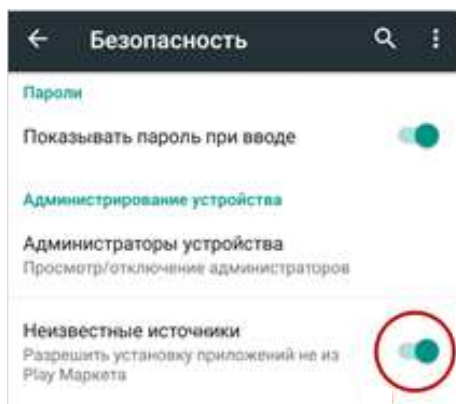 Безопасность
Пароли
Показывать пароль при вводе
Администрирование устройства
Администраторы устройства
Просмотр/отключение администраторов
Неизвестные источники
Разрешить установку приложений не из
Play Маркета